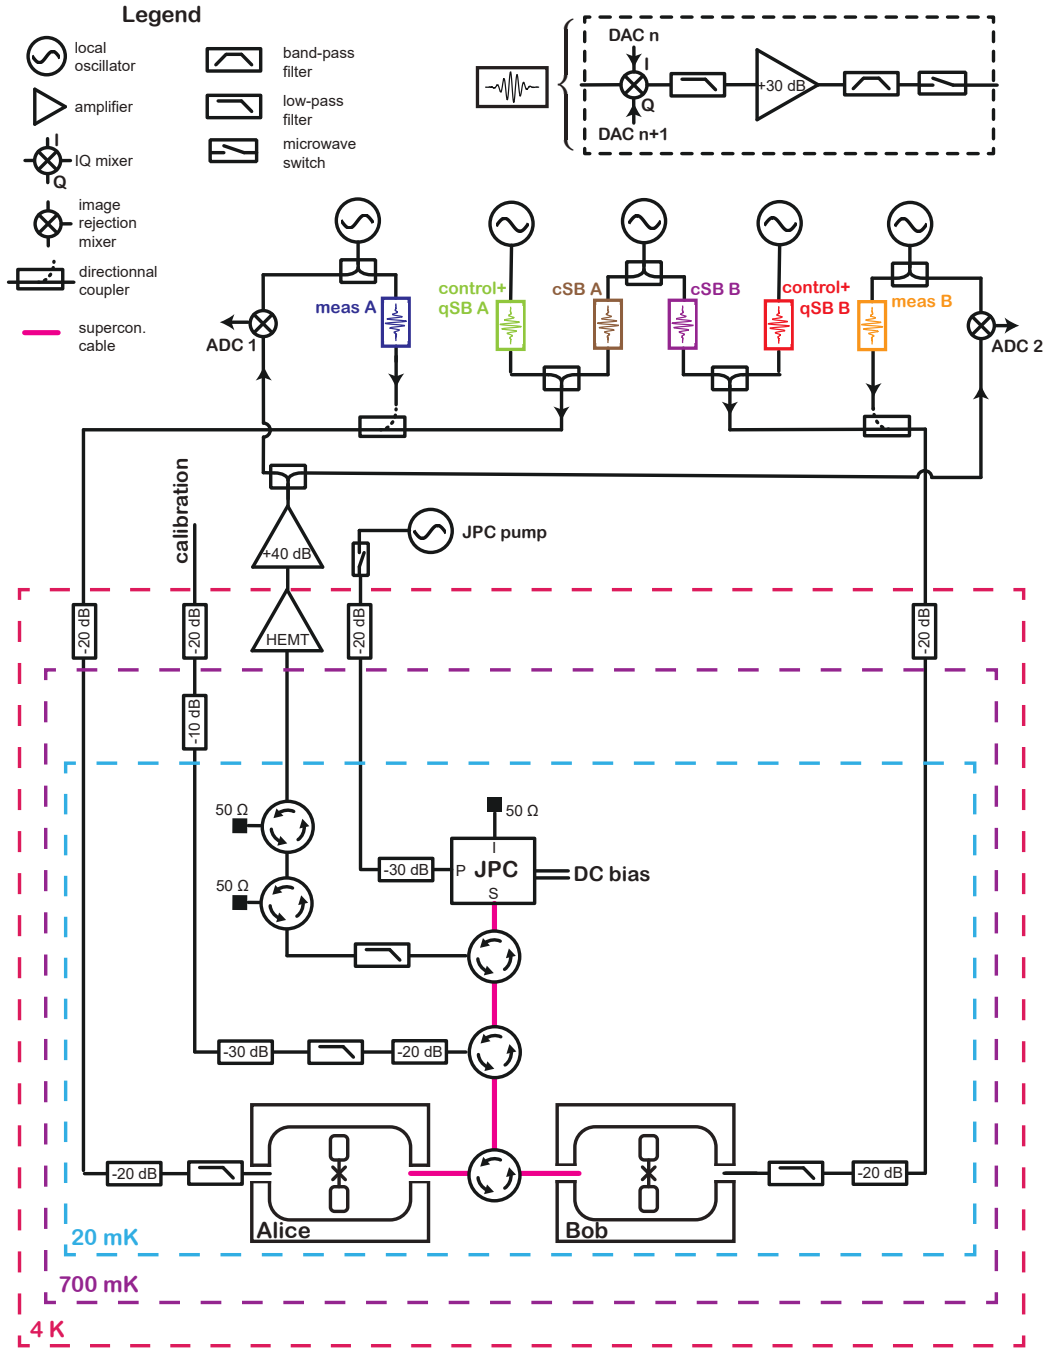 Legend
local
oscillator
amplifier
I
IQ mixer
Q
image
rejection
mixer
directionnal
coupler
supercon.
cable
band-pass
filter
low-pass
filter
microwave
switch
DAC n
I
Q
+30 dB
DAC n+1
meas A
control+
qSB A
cSB A
cSB B
control+
qSB B
meas B
ADC 1
ADC 2
calibration
+40 dB
JPC pump
HEMT
-20 dB
-20 dB
-20 dB
-20 dB
-10 dB
50 Ω
50 Ω
50 Ω
I
P
JPC
S
DC bias
-30 dB
-30 dB
-20 dB
-20 dB
-20 dB
Alice
Bob
20 mK
700 mK
4 K